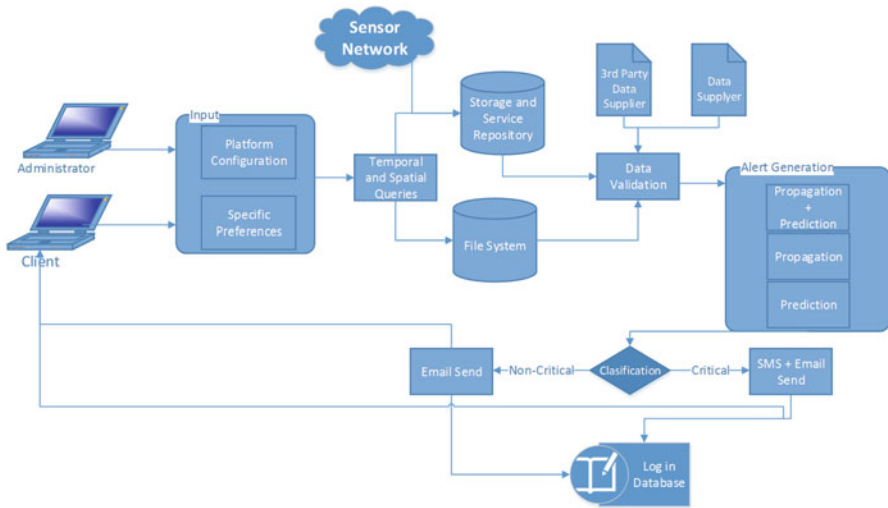 Sensor
Network
Input
Administrator
Client
Platform
Configuration
Specific
Preferences
Temporal
and Spatial
Queries
Storage and
Service
Repository
File System
3rd Party
Data
Supplier
Data
Supplyer
Data
Validation
Alert Generation
Propagation
+
Prediction
Propagation
Prediction
Email Send
Non-Critical
Clasification
Critical
SMS + Email
Send
Log in
Database